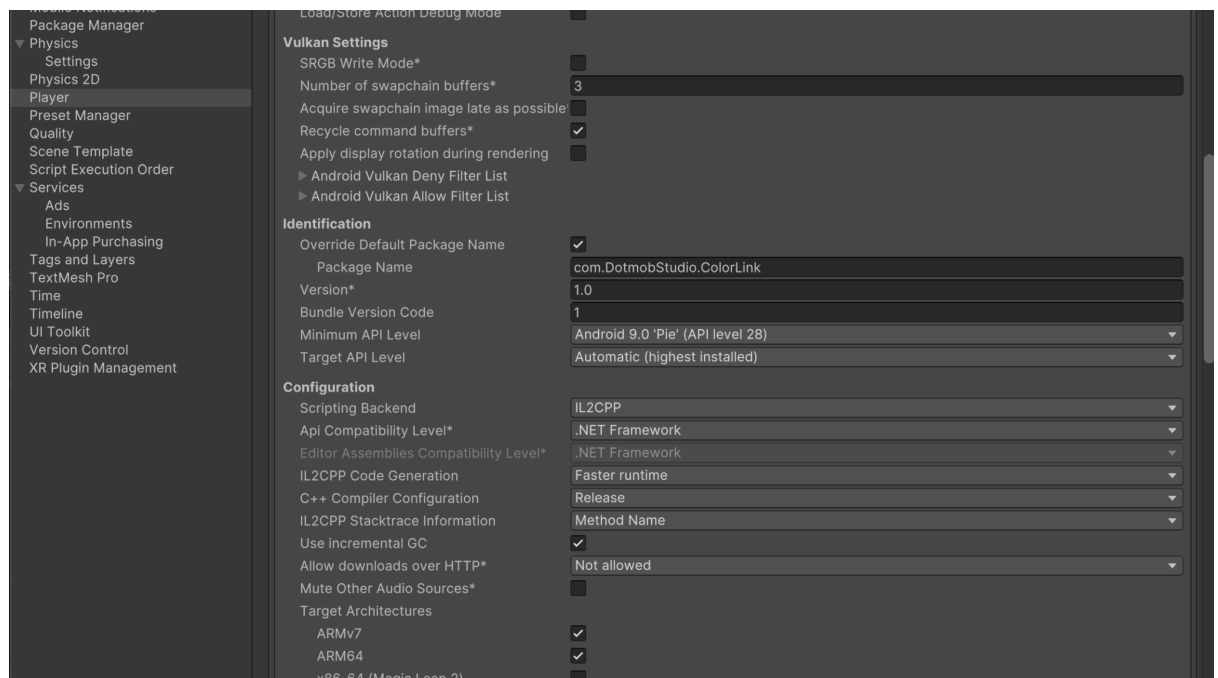 Mobile Notifications
Package Manager
Physics
Settings
Physics 2D
Player
Preset Manager
Quality
Scene Template
Script Execution Order
Services
Ads
Environments
In-App Purchasing
Tags and Layers
TextMesh Pro
Time
Timeline
UI Toolkit
Version Control
XR Plugin Management
Load/Store Action Debug Mode
Vulkan Settings
SRGB Write Mode*
Number of swapchain buffers* 3
Acquire swapchain image late as possible*
Recycle command buffers*
Apply display rotation during rendering
Android Vulkan Deny Filter List
Android Vulkan Allow Filter List
Identification
Override Default Package Name
Package Name com.DotmobStudio.ColorLink
Version* 1.0
Bundle Version Code 1
Minimum API Level Android 9.0 'Pie' (API level 28)
Target API Level Automatic (highest installed)
Configuration
Scripting Backend IL2CPP
Api Compatibility Level* .NET Framework
Editor Assemblies Compatibility Level* .NET Framework
IL2CPP Code Generation Faster runtime
C++ Compiler Configuration Release
IL2CPP Stacktrace Information Method Name
Use incremental GC
Allow downloads over HTTP* Not allowed
Mute Other Audio Sources*
Target Architectures
ARMv7
ARM64
x86-64 (Magic Leap 2)